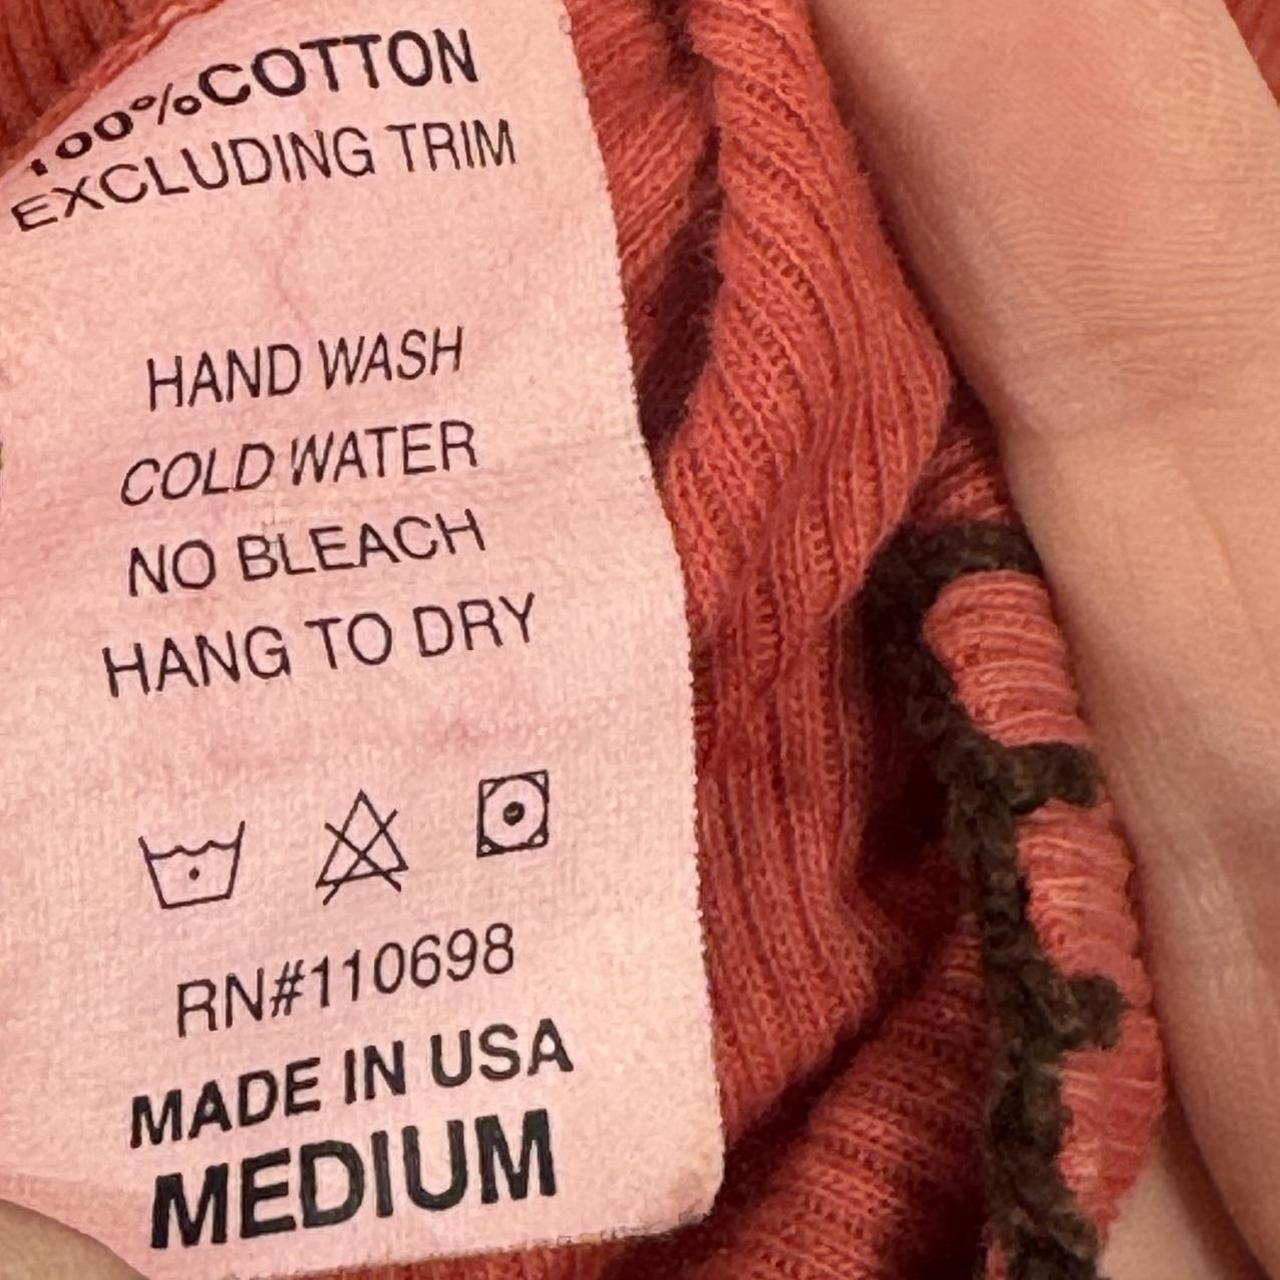 100%COTTON
EXCLUDING TRIM
HAND WASH
COLD WATER
NO BLEACH
HANG TO DRY
RN#110698
MADE IN USA
MEDIUM